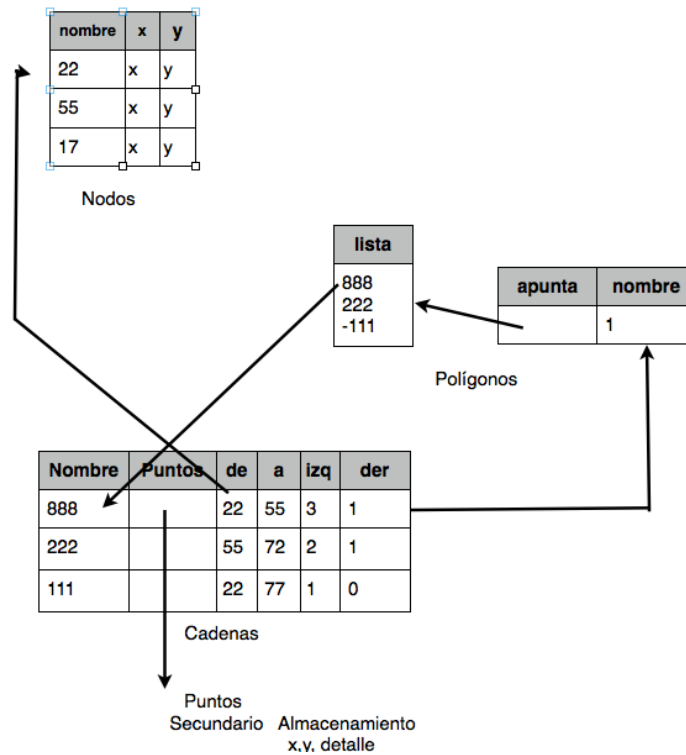 nombre x y
22 x y
55 x y
17 x y
Nodos
lista
888
222
-111
apunta nombre
1
Polígonos
Nombre Puntos de a izq der
888 22 55 3 1
222 55 72 2 1
111 22 77 1 0
Cadenas
Puntos
Secundario Almacenamiento
x,y, detalle